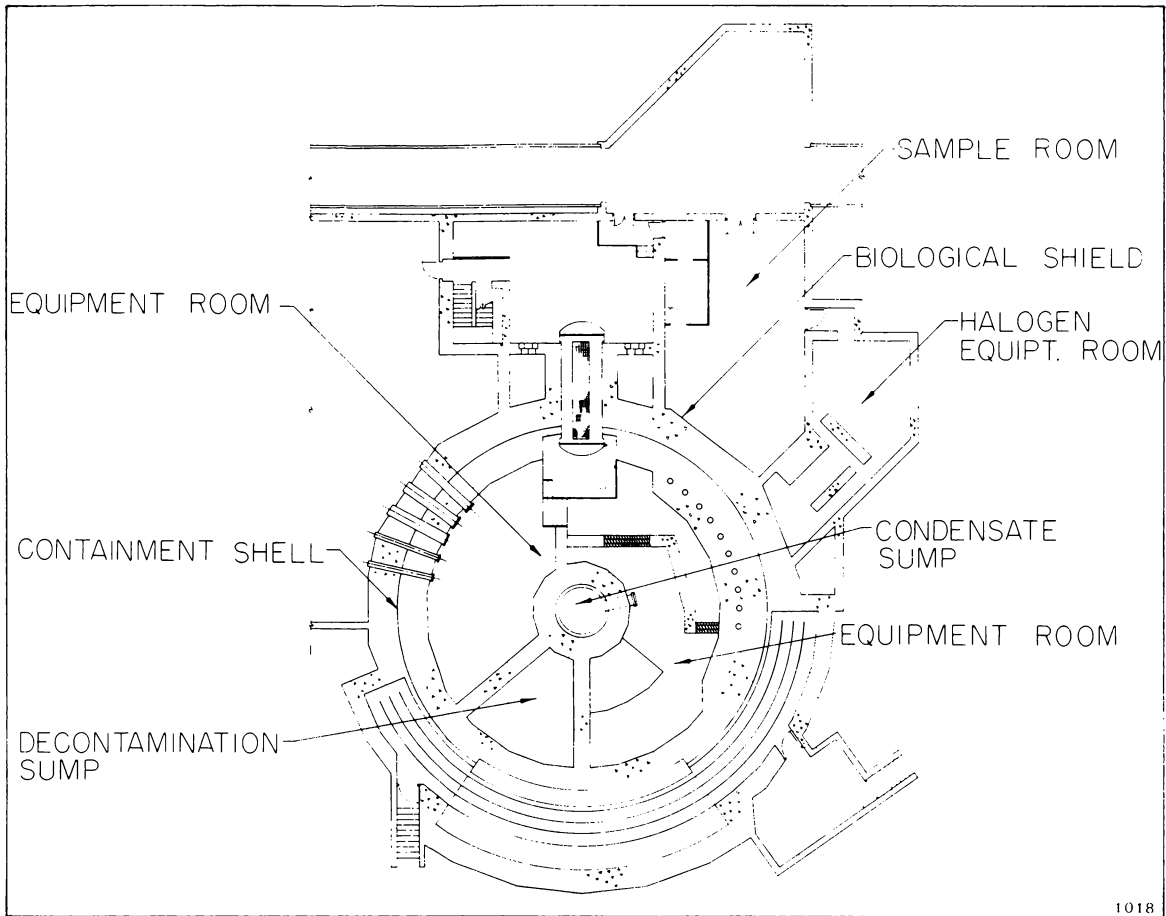 SAMPLE ROOM
BIOLOGICAL SHIELD
EQUIPMENT ROOM
HALOGEN
EQUIPT. ROOM
CONTAINMENT SHELL
CONDENSATE
SUMP
EQUIPMENT ROOM
DECONTAMINATION
SUMP
1018